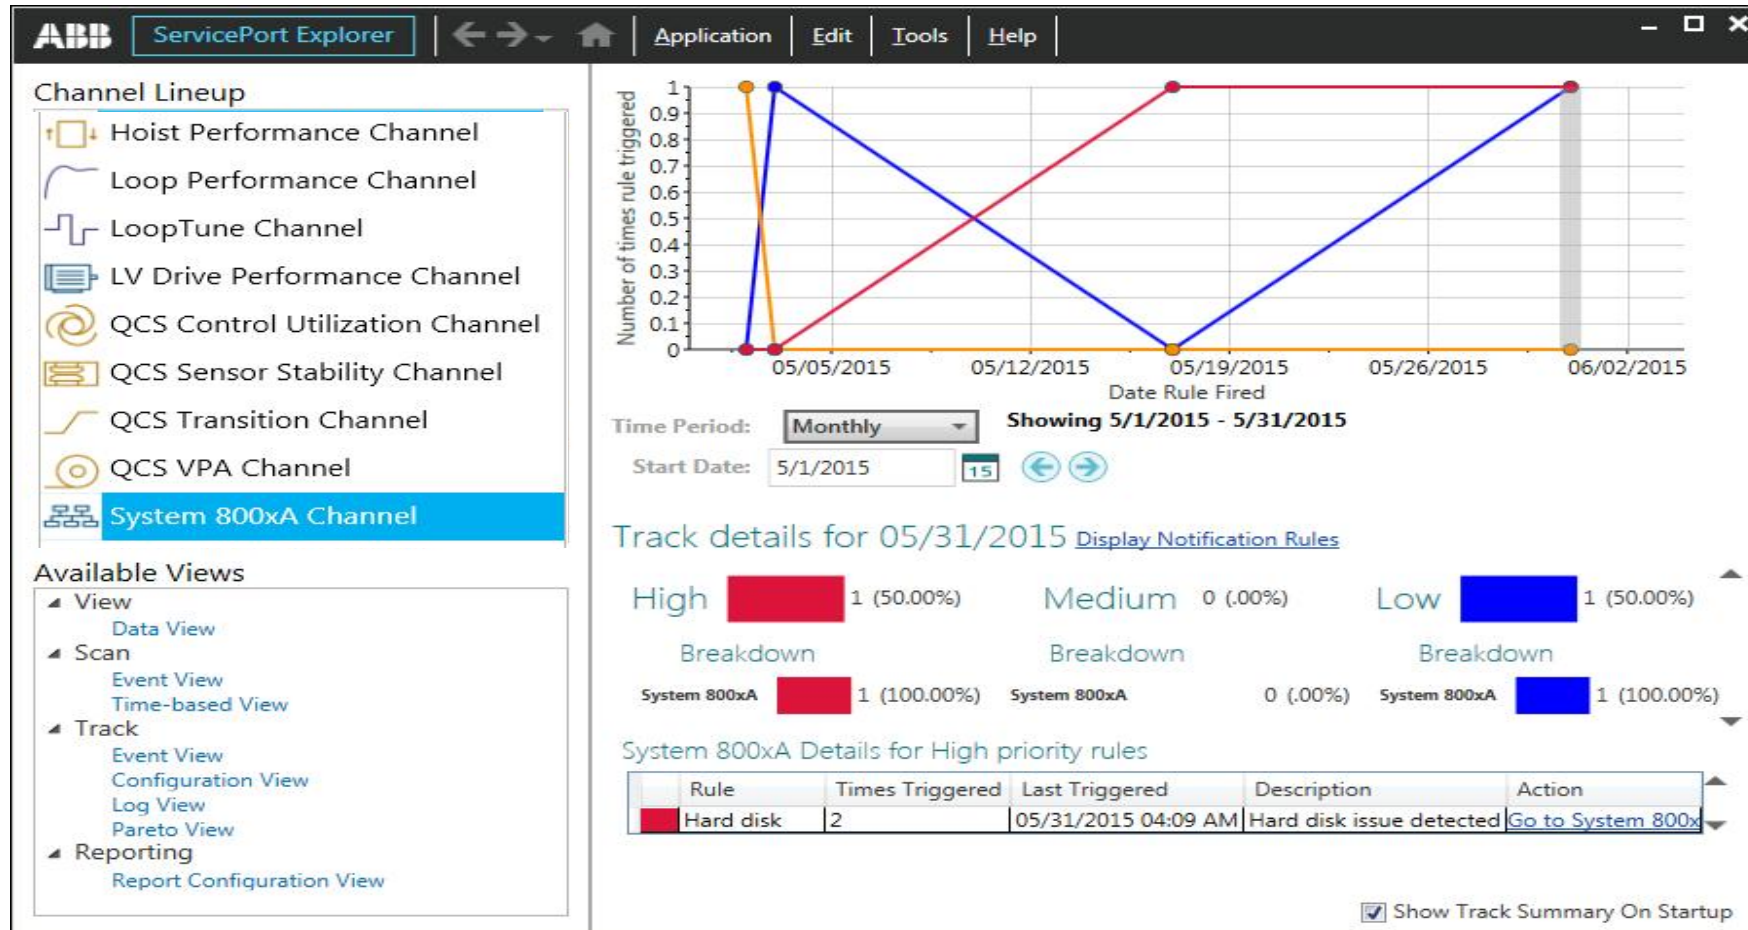 ABB ServicePort Explorer Application Edit Tools Help
Channel Lineup
Hoist Performance Channel
Loop Performance Channel
LoopTune Channel
LV Drive Performance Channel
QCS Control Utilization Channel
QCS Sensor Stability Channel
QCS Transition Channel
QCS VPA Channel
System 800xA Channel
Available Views
View
Data View
Scan
Event View
Time-based View
Track
Event View
Configuration View
Log View
Pareto View
Reporting
Report Configuration View
Number of times rule triggered
1
0.9
0.8
0.7
0.6
0.5
0.4
0.3
0.2
0.1
0
05/05/2015 05/12/2015 05/19/2015 05/26/2015 06/02/2015
Date Rule Fired
Time Period: Monthly Showing 5/1/2015 - 5/31/2015
Start Date: 5/1/2015 15
Track details for 05/31/2015 Display Notification Rules
High 1 (50.00%) Medium 0 (.00%) Low 1 (50.00%)
Breakdown Breakdown Breakdown
System 800xA 1 (100.00%) System 800xA 0 (.00%) System 800xA 1 (100.00%)
System 800xA Details for High priority rules
Rule Times Triggered Last Triggered Description Action
Hard disk 2 05/31/2015 04:09 AM Hard disk issue detected Go to System 800x
Show Track Summary On Startup